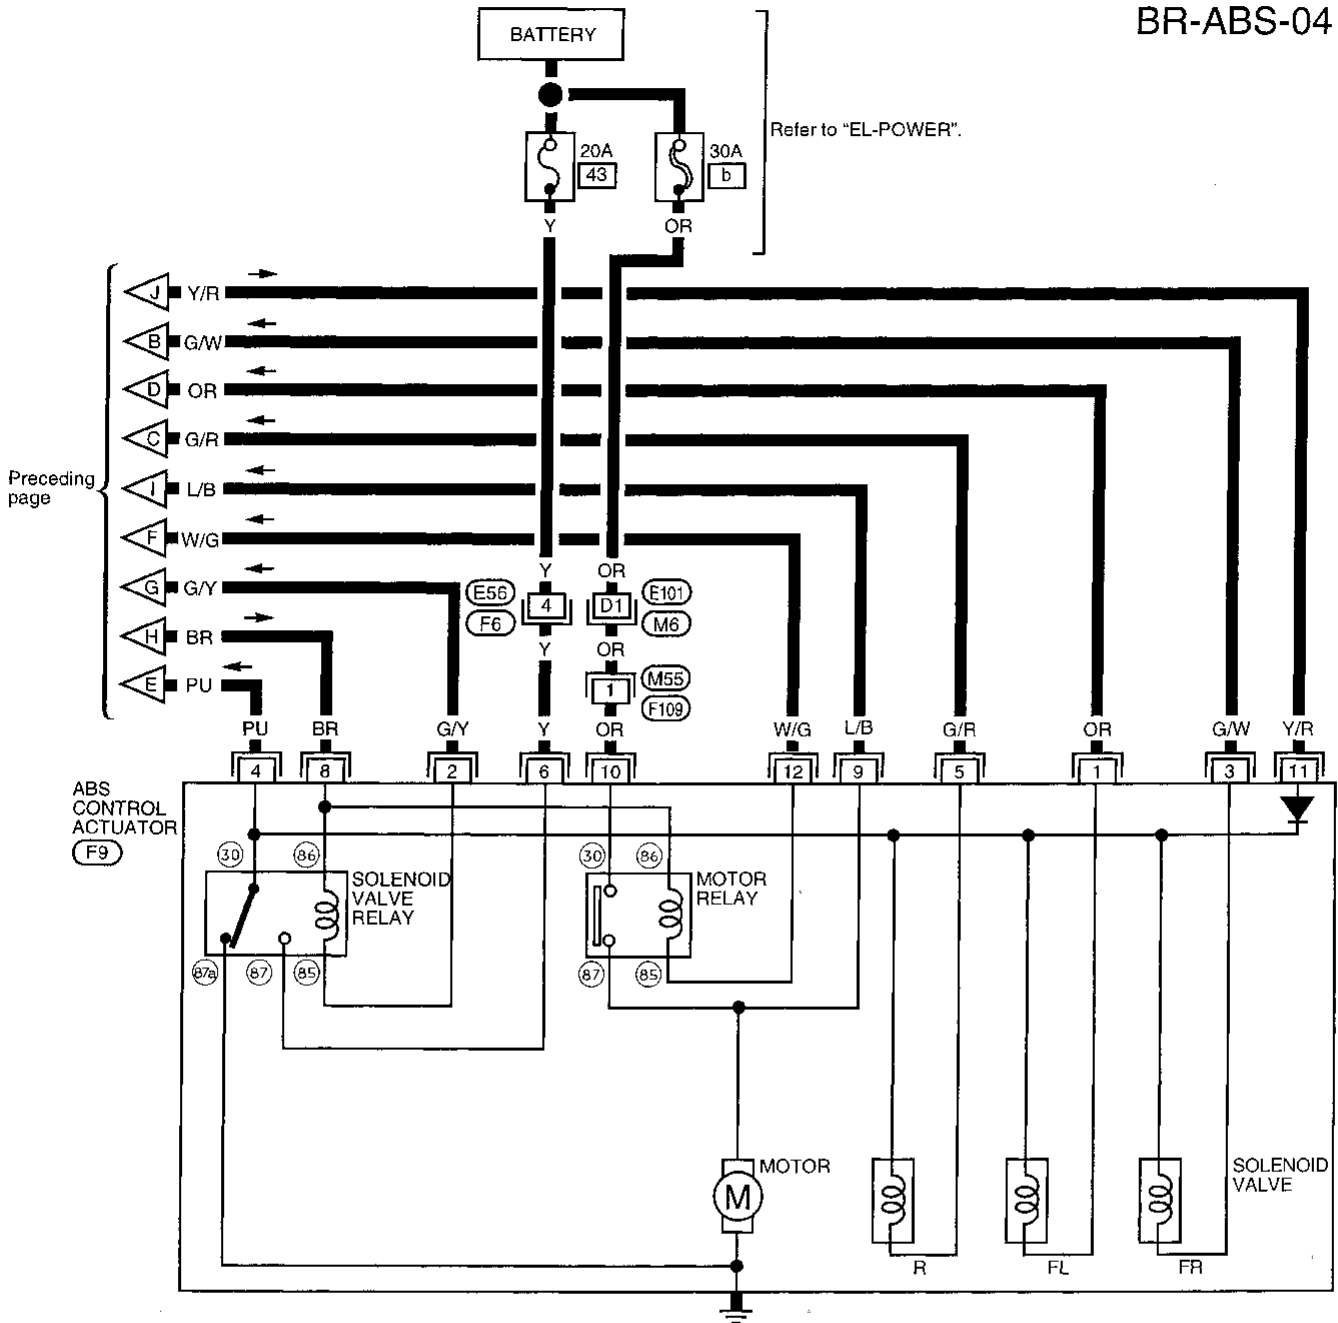 BR-ABS-04
BATTERY
Refer to “EL-POWER”.
20A
43
30A
b
Y
OR
Preceding
page
J Y/R
B G/W
D OR
C G/R
I L/B
F W/G
G G/Y
H BR
E PU
Y
OR
E56
F6
4
D1
E101
M6
Y
OR
1
M55
F109
PU
BR
G/Y
Y
OR
W/G
L/B
G/R
OR
G/W
Y/R
4
8
2
6
10
12
9
5
1
3
11
ABS
CONTROL
ACTUATOR
F9
30
86
SOLENOID
VALVE
RELAY
87a
87
85
30
86
MOTOR
RELAY
87
85
MOTOR
M
SOLENOID
VALVE
R
FL
FR